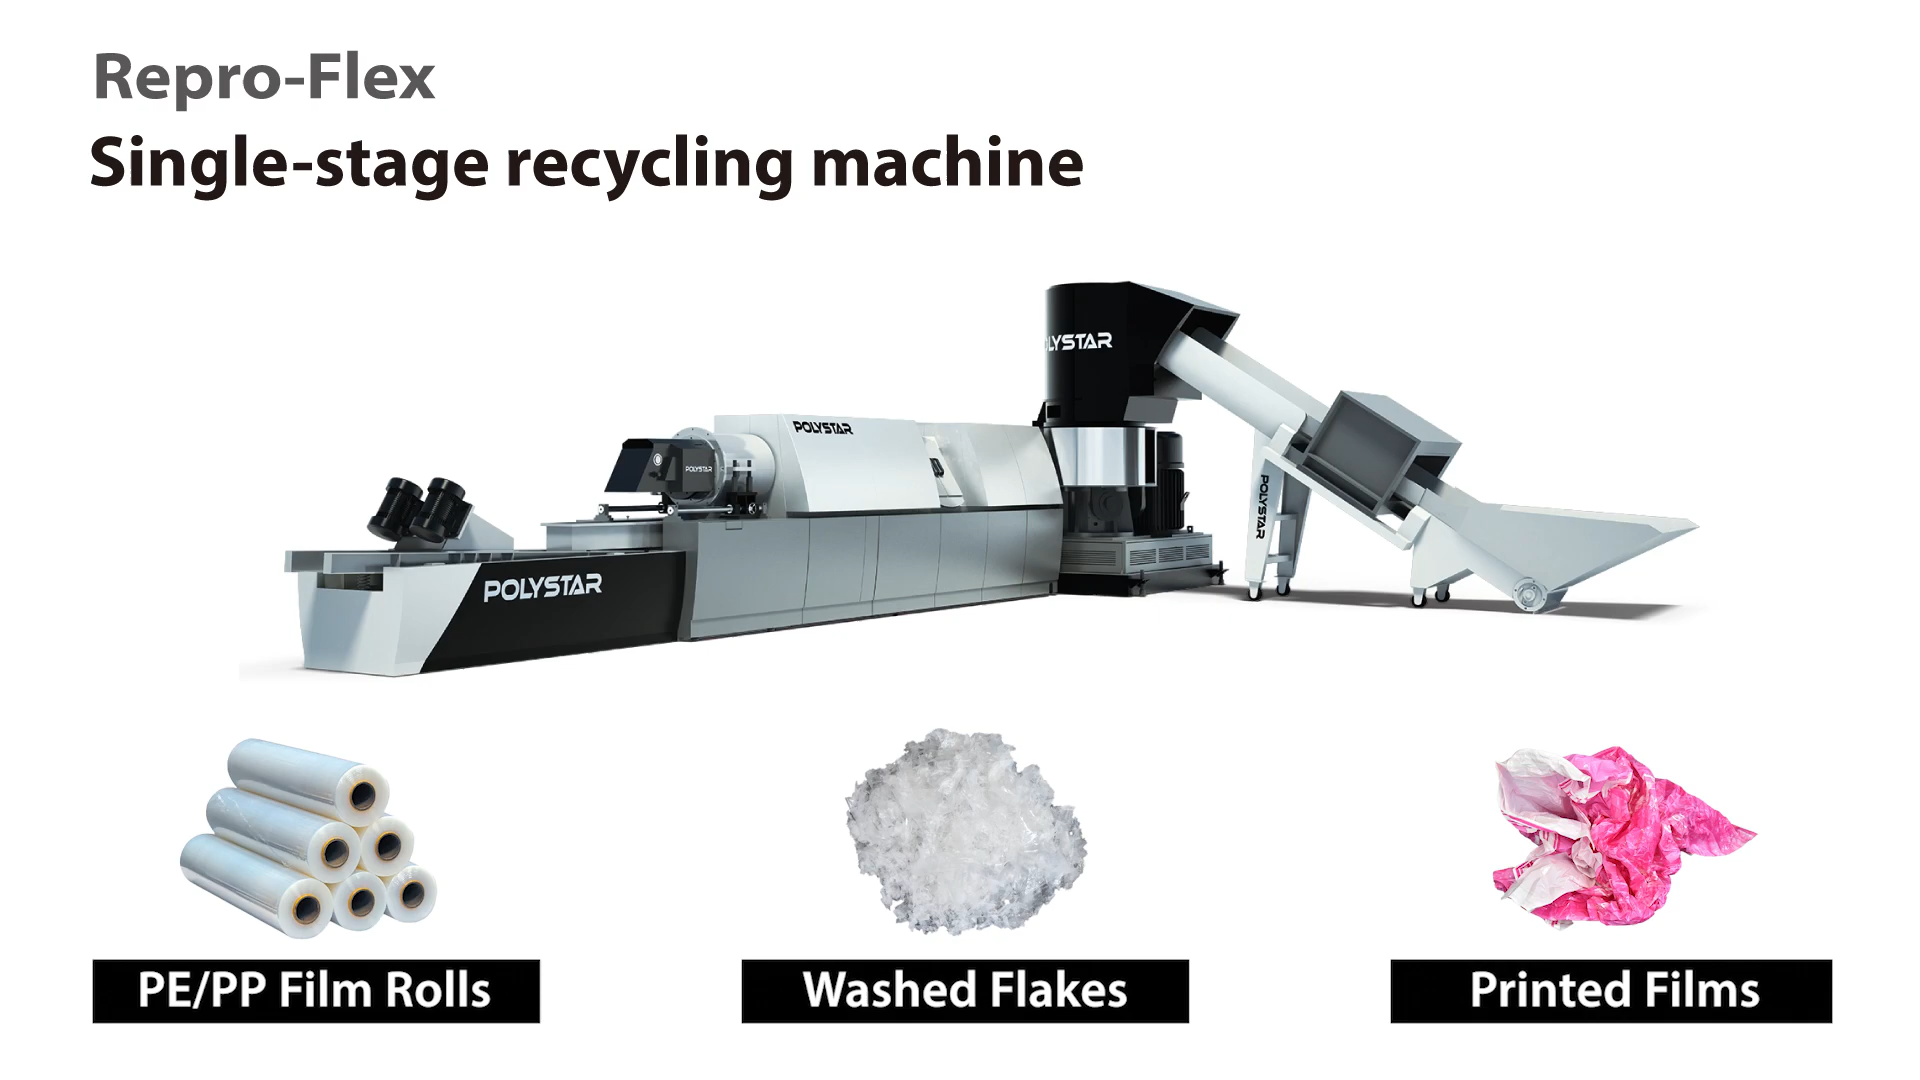 Repro-Flex
Single-stage recycling machine
LYSTAR
POLYSTAR
POLYSTAR
POLYSTAR
POLYSTAR
PE/PP Film Rolls
Washed Flakes
Printed Films